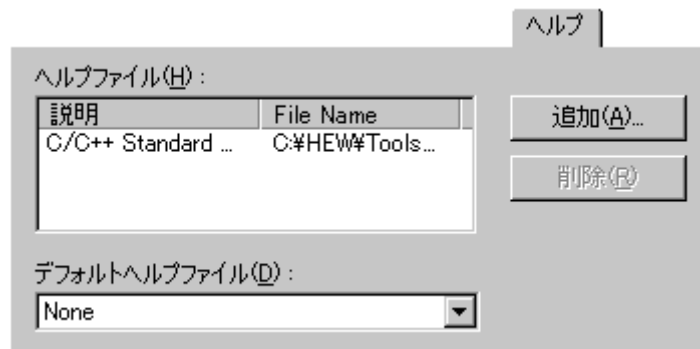 ヘルプ
ヘルプファイル(H):
説明 File Name
C/C++ Standard ... C:¥HEW¥Tools...
追加(A)...
削除(R)
デフォルトヘルプファイル(D):
None